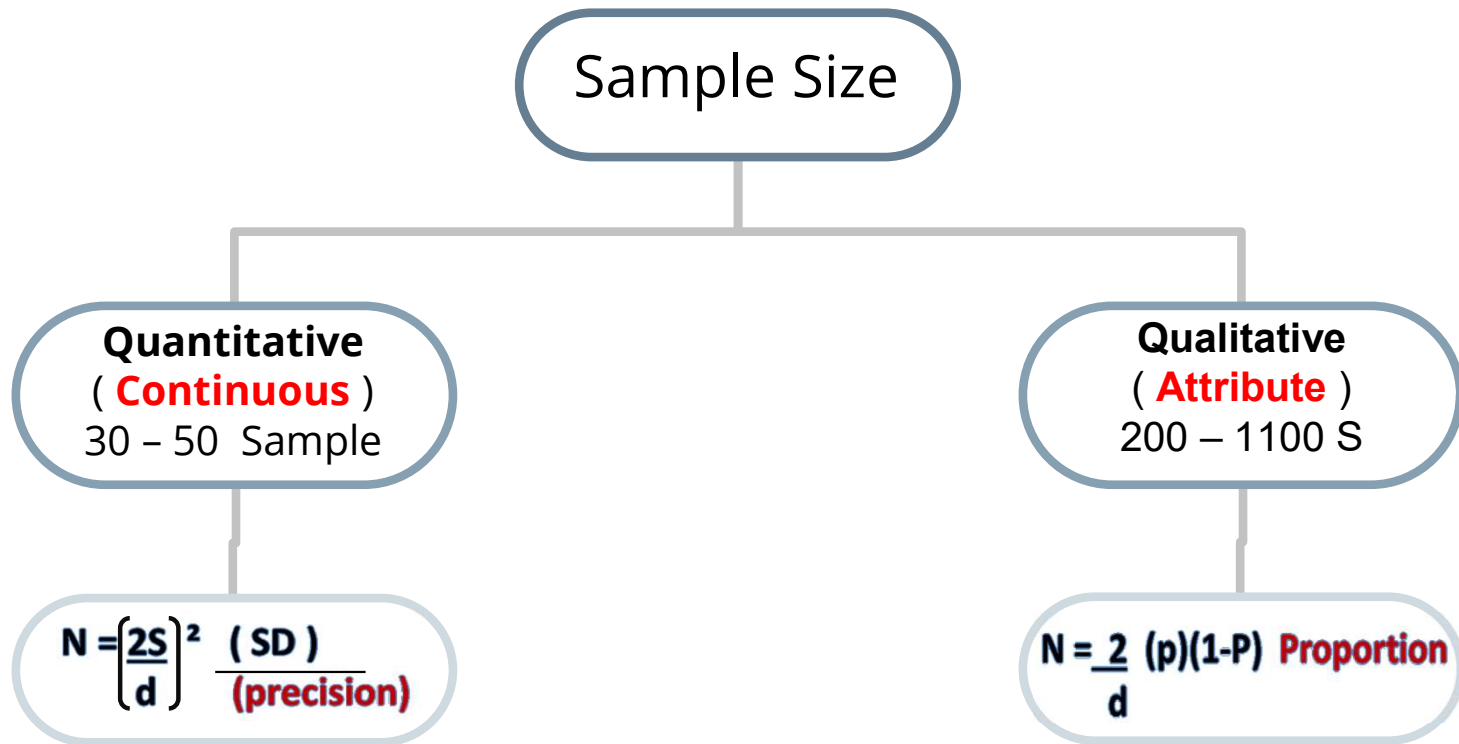 Sample Size
Quantitative
( Continuous )
30 – 50 Sample
Qualitative
( Attribute )
200 – 1100 S
N = (2S/d)² (SD)
(precision)
N = 2/d (p)(1-P) Proportion